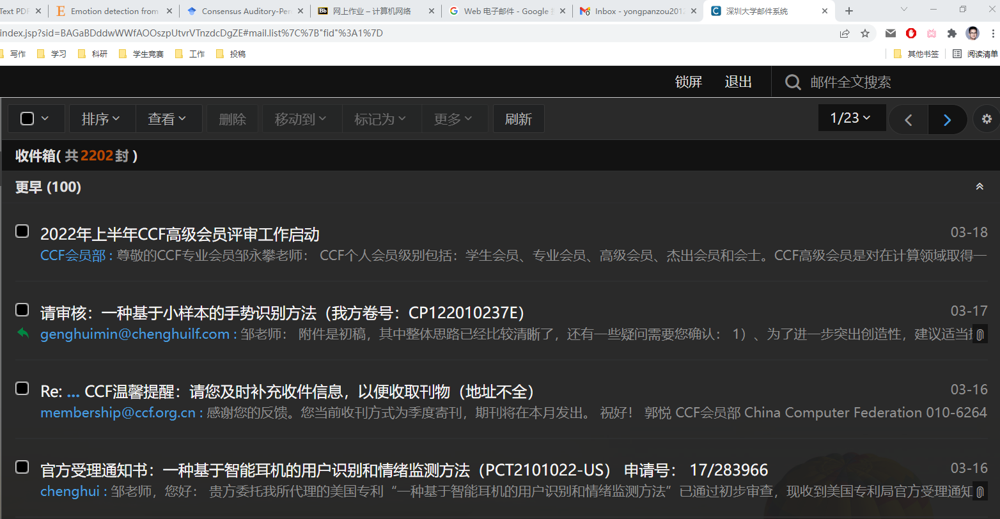 Text PDF
Emotion detection from
Consensus Auditory-Per
Bb 网上作业 – 计算机网络
Web 电子邮件 - Google
Inbox - yongpanzou2012
深圳大学邮件系统
index.jsp?sid=BAGaBDddwWWfAOOszpUtvrVTnzdcDgZE#mail.list%7C%7B"fid"%3A1%7D
写作 学习 科研 学生竞赛 工作 投稿 其他书签 阅读清单
锁屏 退出 邮件全文搜索
排序 查看 删除 移动到 标记为 更多 刷新 1/23
收件箱( 共2202封 )
更早 (100)
2022年上半年CCF高级会员评审工作启动 03-18
CCF会员部 : 尊敬的CCF专业会员邹永攀老师： CCF个人会员级别包括：学生会员、专业会员、高级会员、杰出会员和会士。CCF高级会员是对在计算领域取得一
请审核：一种基于小样本的手势识别方法（我方卷号：CP122010237E） 03-17
genghuimin@chenghuilf.com : 邹老师： 附件是初稿，其中整体思路已经比较清晰了，还有一些疑问需要您确认： 1）、为了进一步突出创造性，建议适当
Re: ... CCF温馨提醒：请您及时补充收件信息，以便收取刊物（地址不全） 03-16
membership@ccf.org.cn : 感谢您的反馈。您当前收刊方式为季度寄刊，期刊将在本月发出。 祝好！ 郭悦 CCF会员部 China Computer Federation 010-6264
官方受理通知书：一种基于智能耳机的用户识别和情绪监测方法（PCT2101022-US） 申请号： 17/283966 03-16
chenghui : 邹老师，您好： 贵方委托我所代理的美国专利“一种基于智能耳机的用户识别和情绪监测方法”已通过初步审查，现收到美国专利局官方受理通知